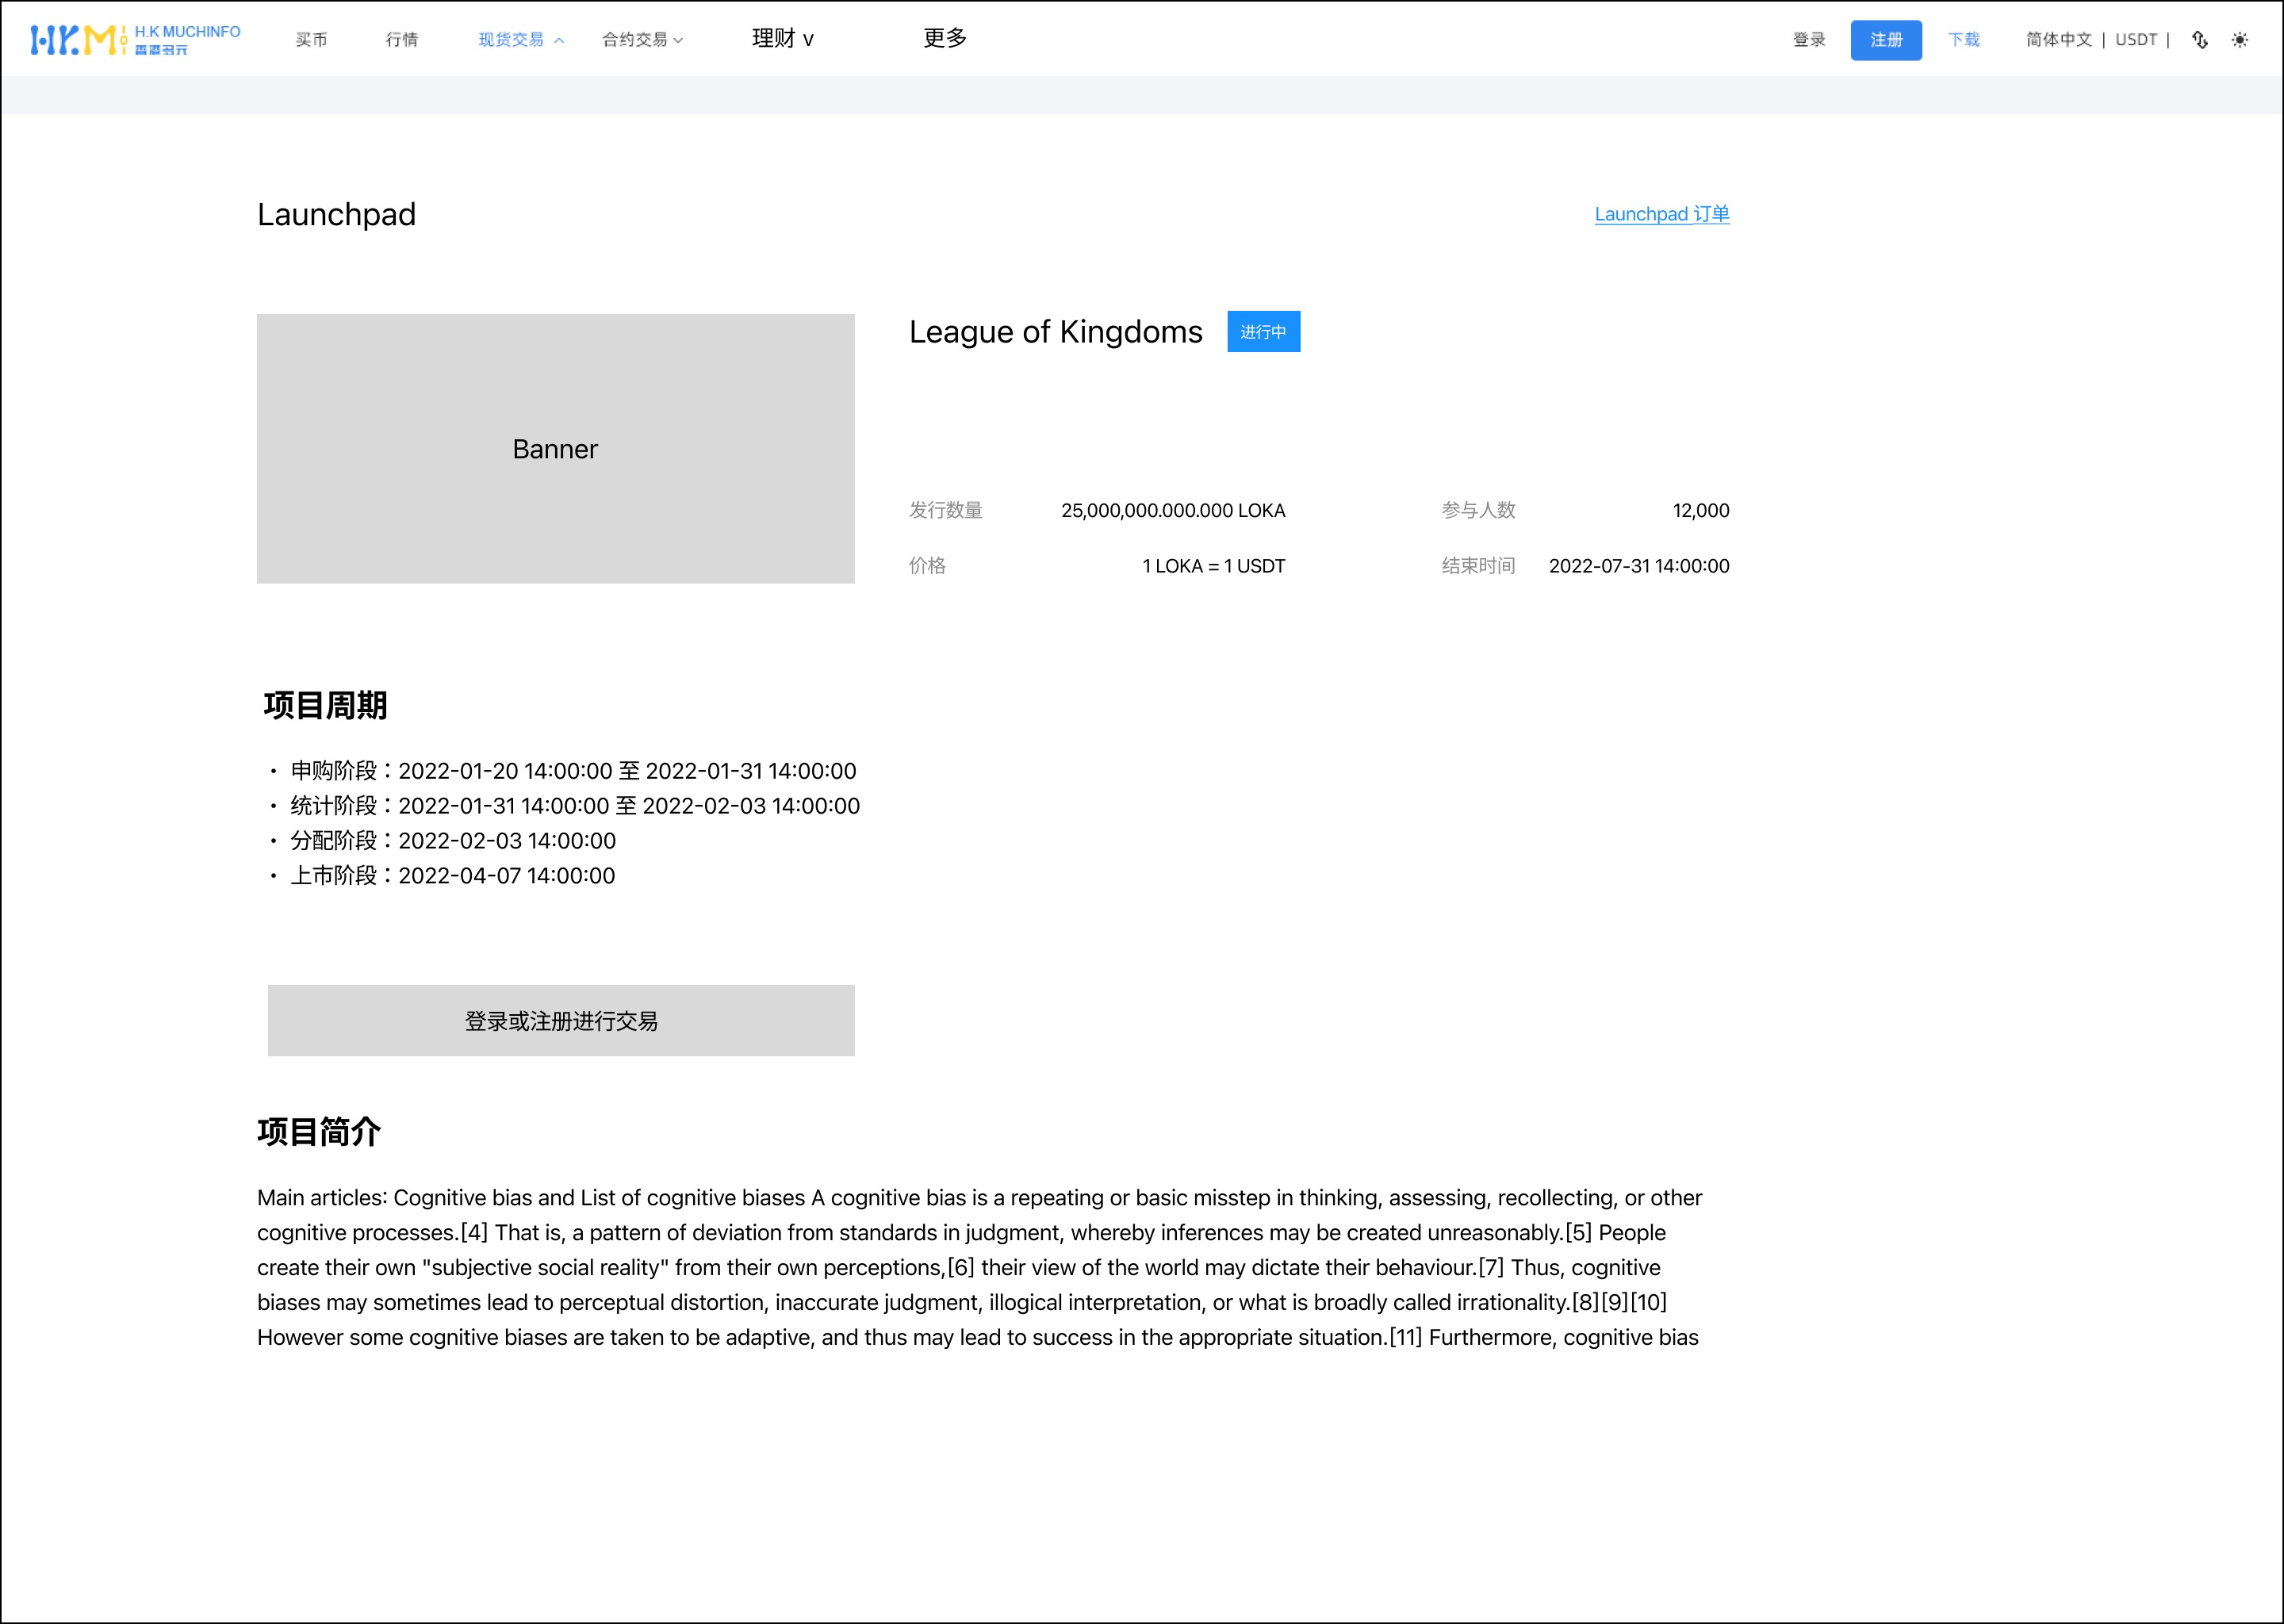 H.K MUCHINFO
买币
行情
现货交易
合约交易
理财 v
更多
登录
注册
下载
简体中文 | USDT |
Launchpad
Launchpad 订单
Banner
League of Kingdoms
进行中
发行数量 25,000,000.000.000 LOKA
参与人数 12,000
价格 1 LOKA = 1 USDT
结束时间 2022-07-31 14:00:00
项目周期
• 申购阶段：2022-01-20 14:00:00 至 2022-01-31 14:00:00
• 统计阶段：2022-01-31 14:00:00 至 2022-02-03 14:00:00
• 分配阶段：2022-02-03 14:00:00
• 上市阶段：2022-04-07 14:00:00
登录或注册进行交易
项目简介
Main articles: Cognitive bias and List of cognitive biases A cognitive bias is a repeating or basic misstep in thinking, assessing, recollecting, or other
cognitive processes.[4] That is, a pattern of deviation from standards in judgment, whereby inferences may be created unreasonably.[5] People
create their own "subjective social reality" from their own perceptions,[6] their view of the world may dictate their behaviour.[7] Thus, cognitive
biases may sometimes lead to perceptual distortion, inaccurate judgment, illogical interpretation, or what is broadly called irrationality.[8][9][10]
However some cognitive biases are taken to be adaptive, and thus may lead to success in the appropriate situation.[11] Furthermore, cognitive bias